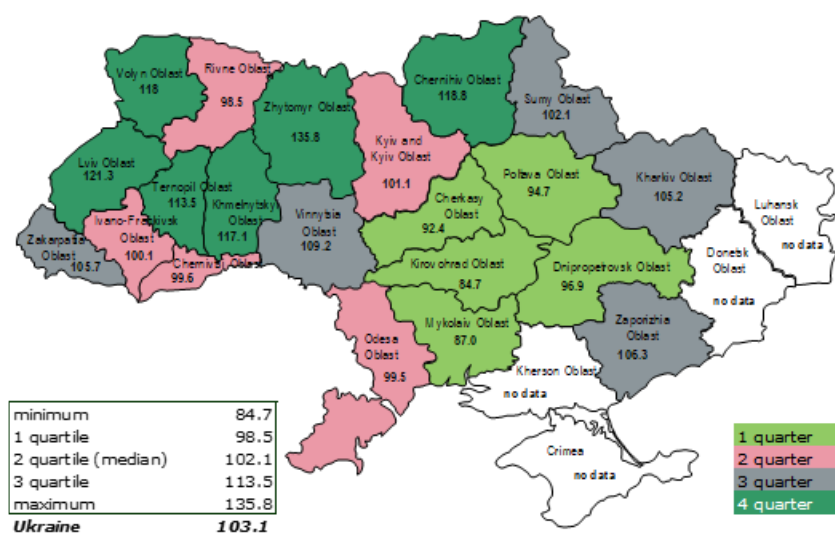 Volyn Oblast
118
Rivne Oblast
98.5
Zhytomyr Oblast
135.8
Kyiv and
Kyiv Oblast
101.1
Chernihiv Oblast
118.8
Sumy Oblast
102.1
Lviv Oblast
121.3
Ternopil Oblast
113.5
Khmelnytskyi
Oblast
117.1
Vinnytsia
Oblast
109.2
Cherkasy
Oblast
92.4
Poltava Oblast
94.7
Kharkiv Oblast
105.2
Luhansk
Oblast
no data
Zakarpattia
Oblast
105.7
Ivano-Frankivsk
Oblast
100.1
Chernivtsi Oblast
99.6
Kirovohrad Oblast
84.7
Dnipropetrovsk Oblast
96.9
Donetsk
Oblast
no data
Odesa
Oblast
99.5
Mykolaiv Oblast
87.0
Zaporizhia
Oblast
106.3
Kherson Oblast
no data
Crimea
no data
minimum 84.7
1 quartile 98.5
2 quartile (median) 102.1
3 quartile 113.5
maximum 135.8
Ukraine 103.1
1 quarter
2 quarter
3 quarter
4 quarter